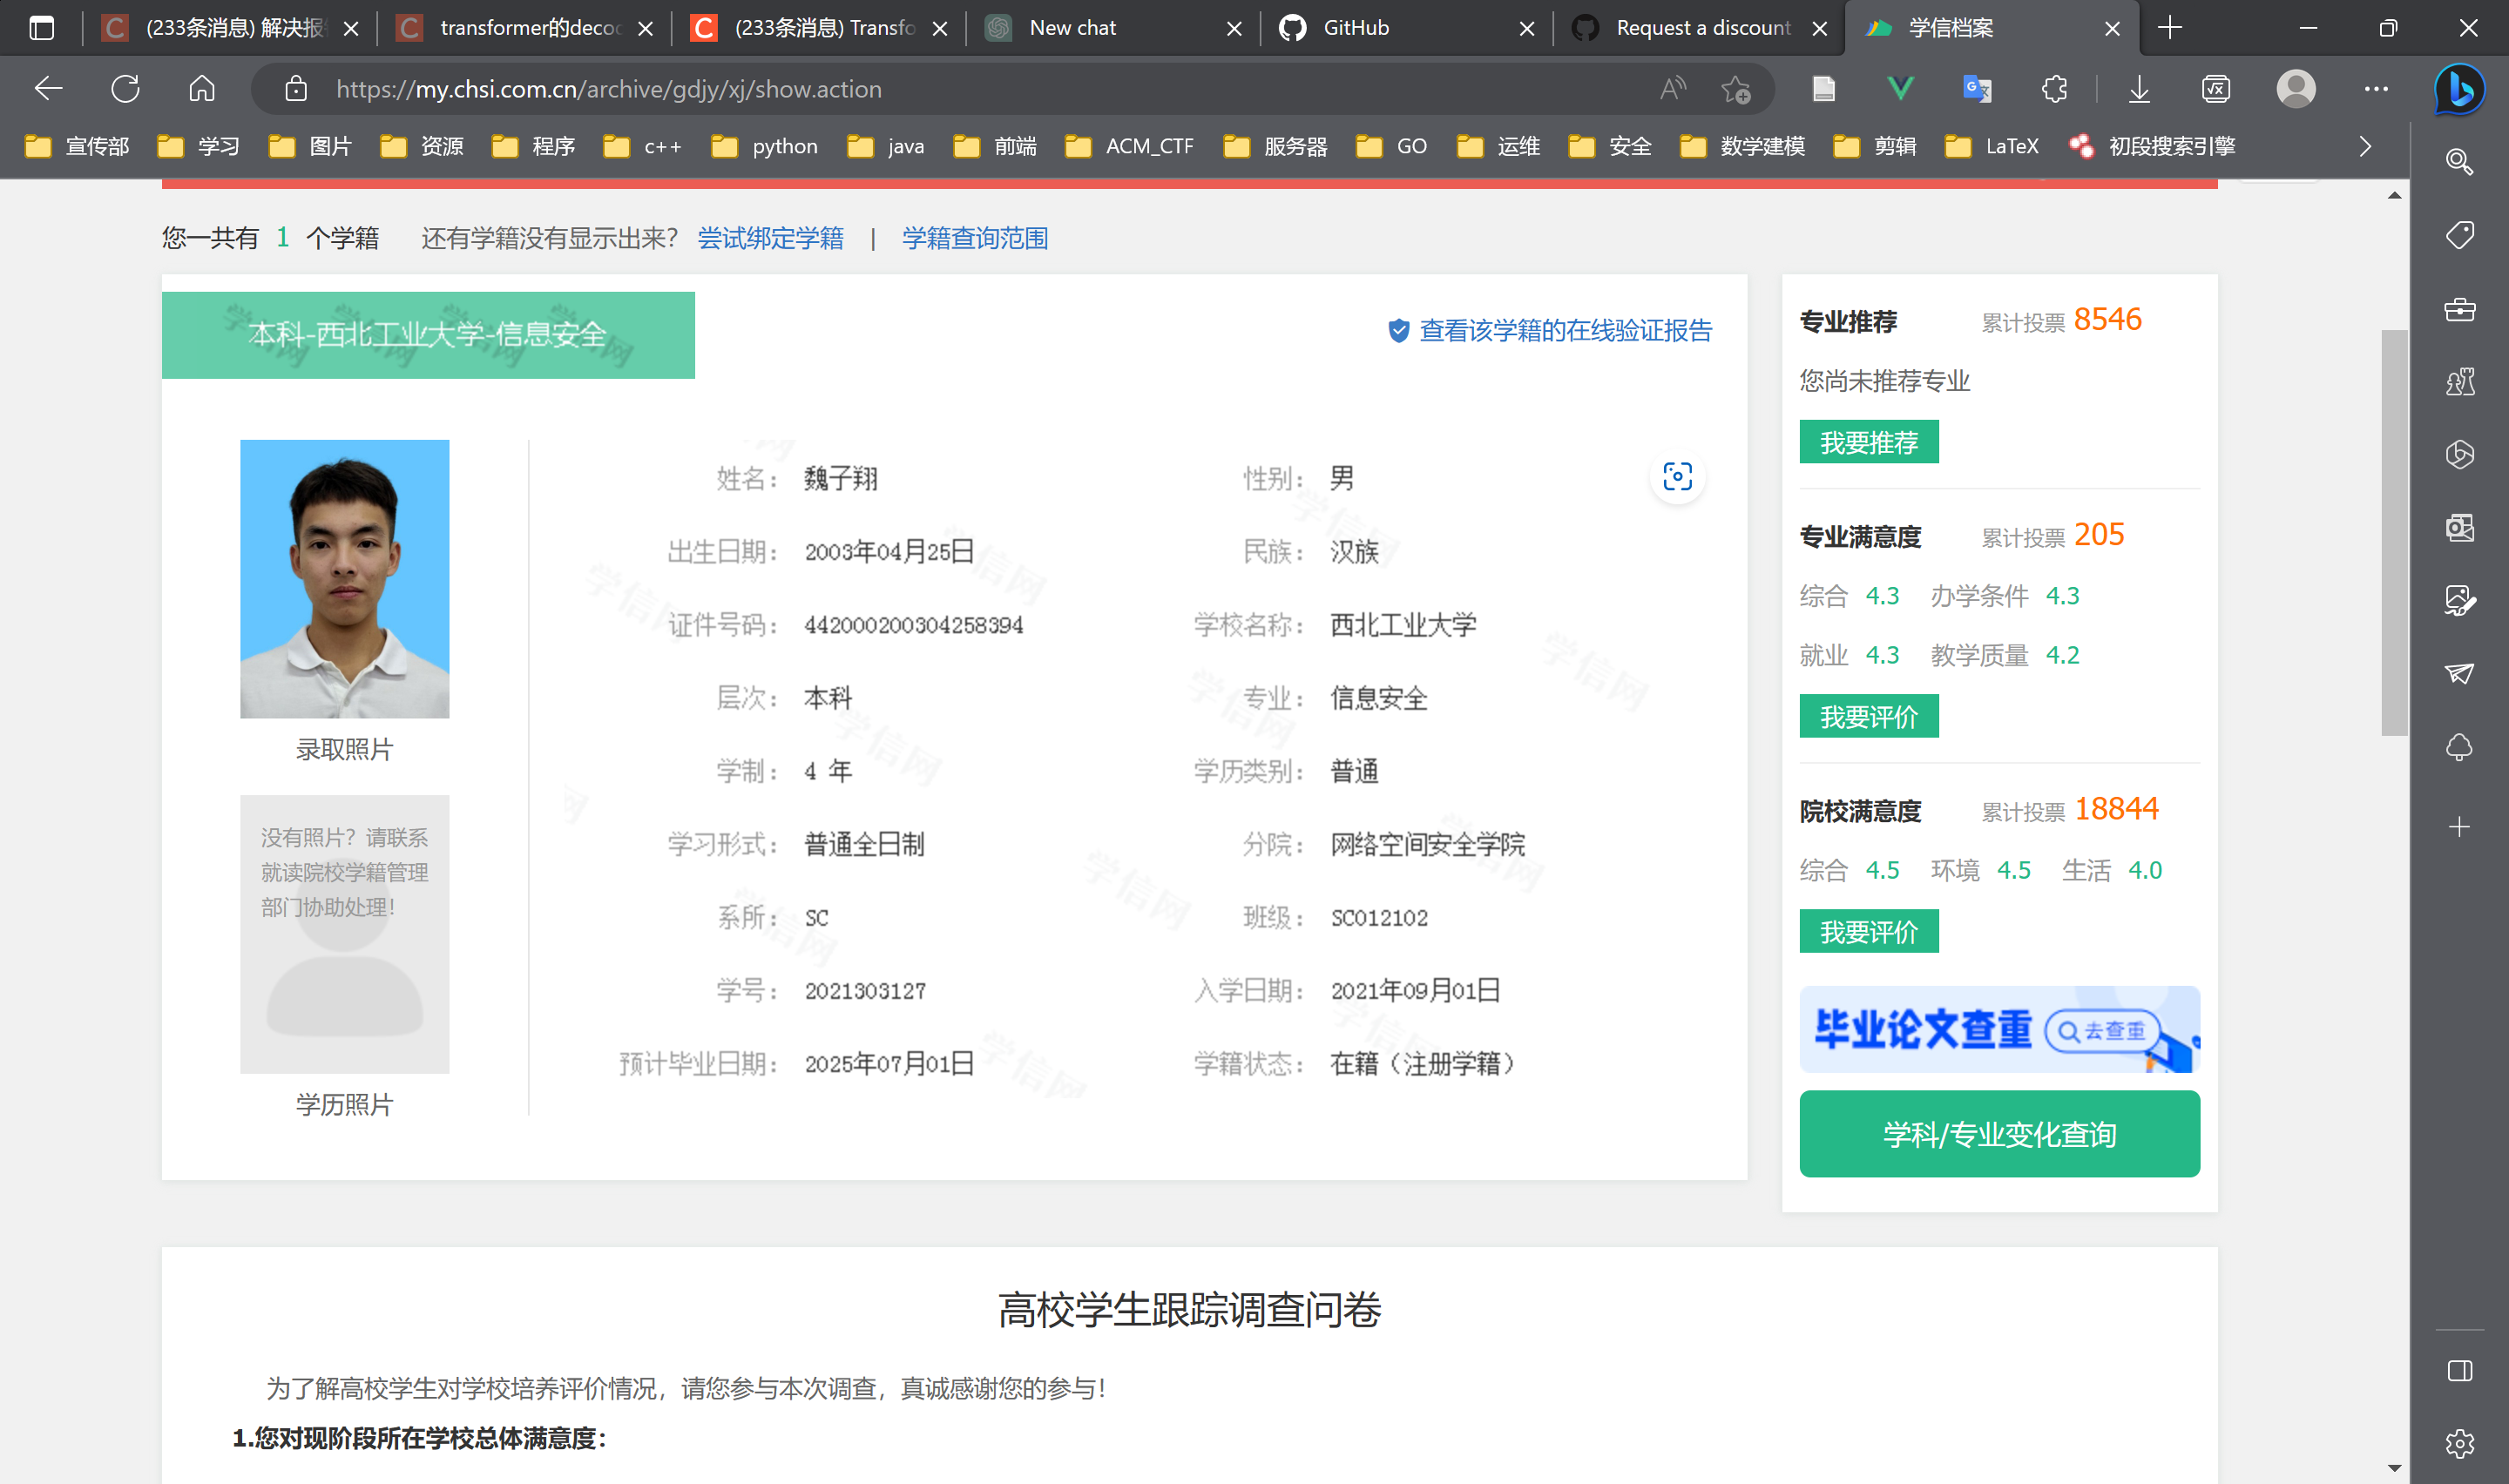 (233条消息) 解决报
transformer的deco
(233条消息) Transfo
New chat
GitHub
Request a discount
学信档案
https://my.chsi.com.cn/archive/gdjy/xj/show.action
宣传部 学习 图片 资源 程序 c++ python java 前端 ACM_CTF 服务器 GO 运维 安全 数学建模 剪辑 LaTeX 初段搜索引擎
您一共有 1 个学籍 还有学籍没有显示出来？ 尝试绑定学籍 | 学籍查询范围
本科-西北工业大学-信息安全
查看该学籍的在线验证报告
录取照片
没有照片？请联系
就读院校学籍管理
部门协助处理！
学历照片
姓名： 魏子翔 性别： 男
出生日期： 2003年04月25日 民族： 汉族
证件号码： 442000200304258394 学校名称： 西北工业大学
层次： 本科 专业： 信息安全
学制： 4 年 学历类别： 普通
学习形式： 普通全日制 分院： 网络空间安全学院
系所： SC 班级： SC012102
学号： 2021303127 入学日期： 2021年09月01日
预计毕业日期： 2025年07月01日 学籍状态： 在籍（注册学籍）
学信网
专业推荐 累计投票 8546
您尚未推荐专业
我要推荐
专业满意度 累计投票 205
综合 4.3 办学条件 4.3
就业 4.3 教学质量 4.2
我要评价
院校满意度 累计投票 18844
综合 4.5 环境 4.5 生活 4.0
我要评价
毕业论文查重 去查重
学科/专业变化查询
高校学生跟踪调查问卷
为了解高校学生对学校培养评价情况，请您参与本次调查，真诚感谢您的参与！
1.您对现阶段所在学校总体满意度：